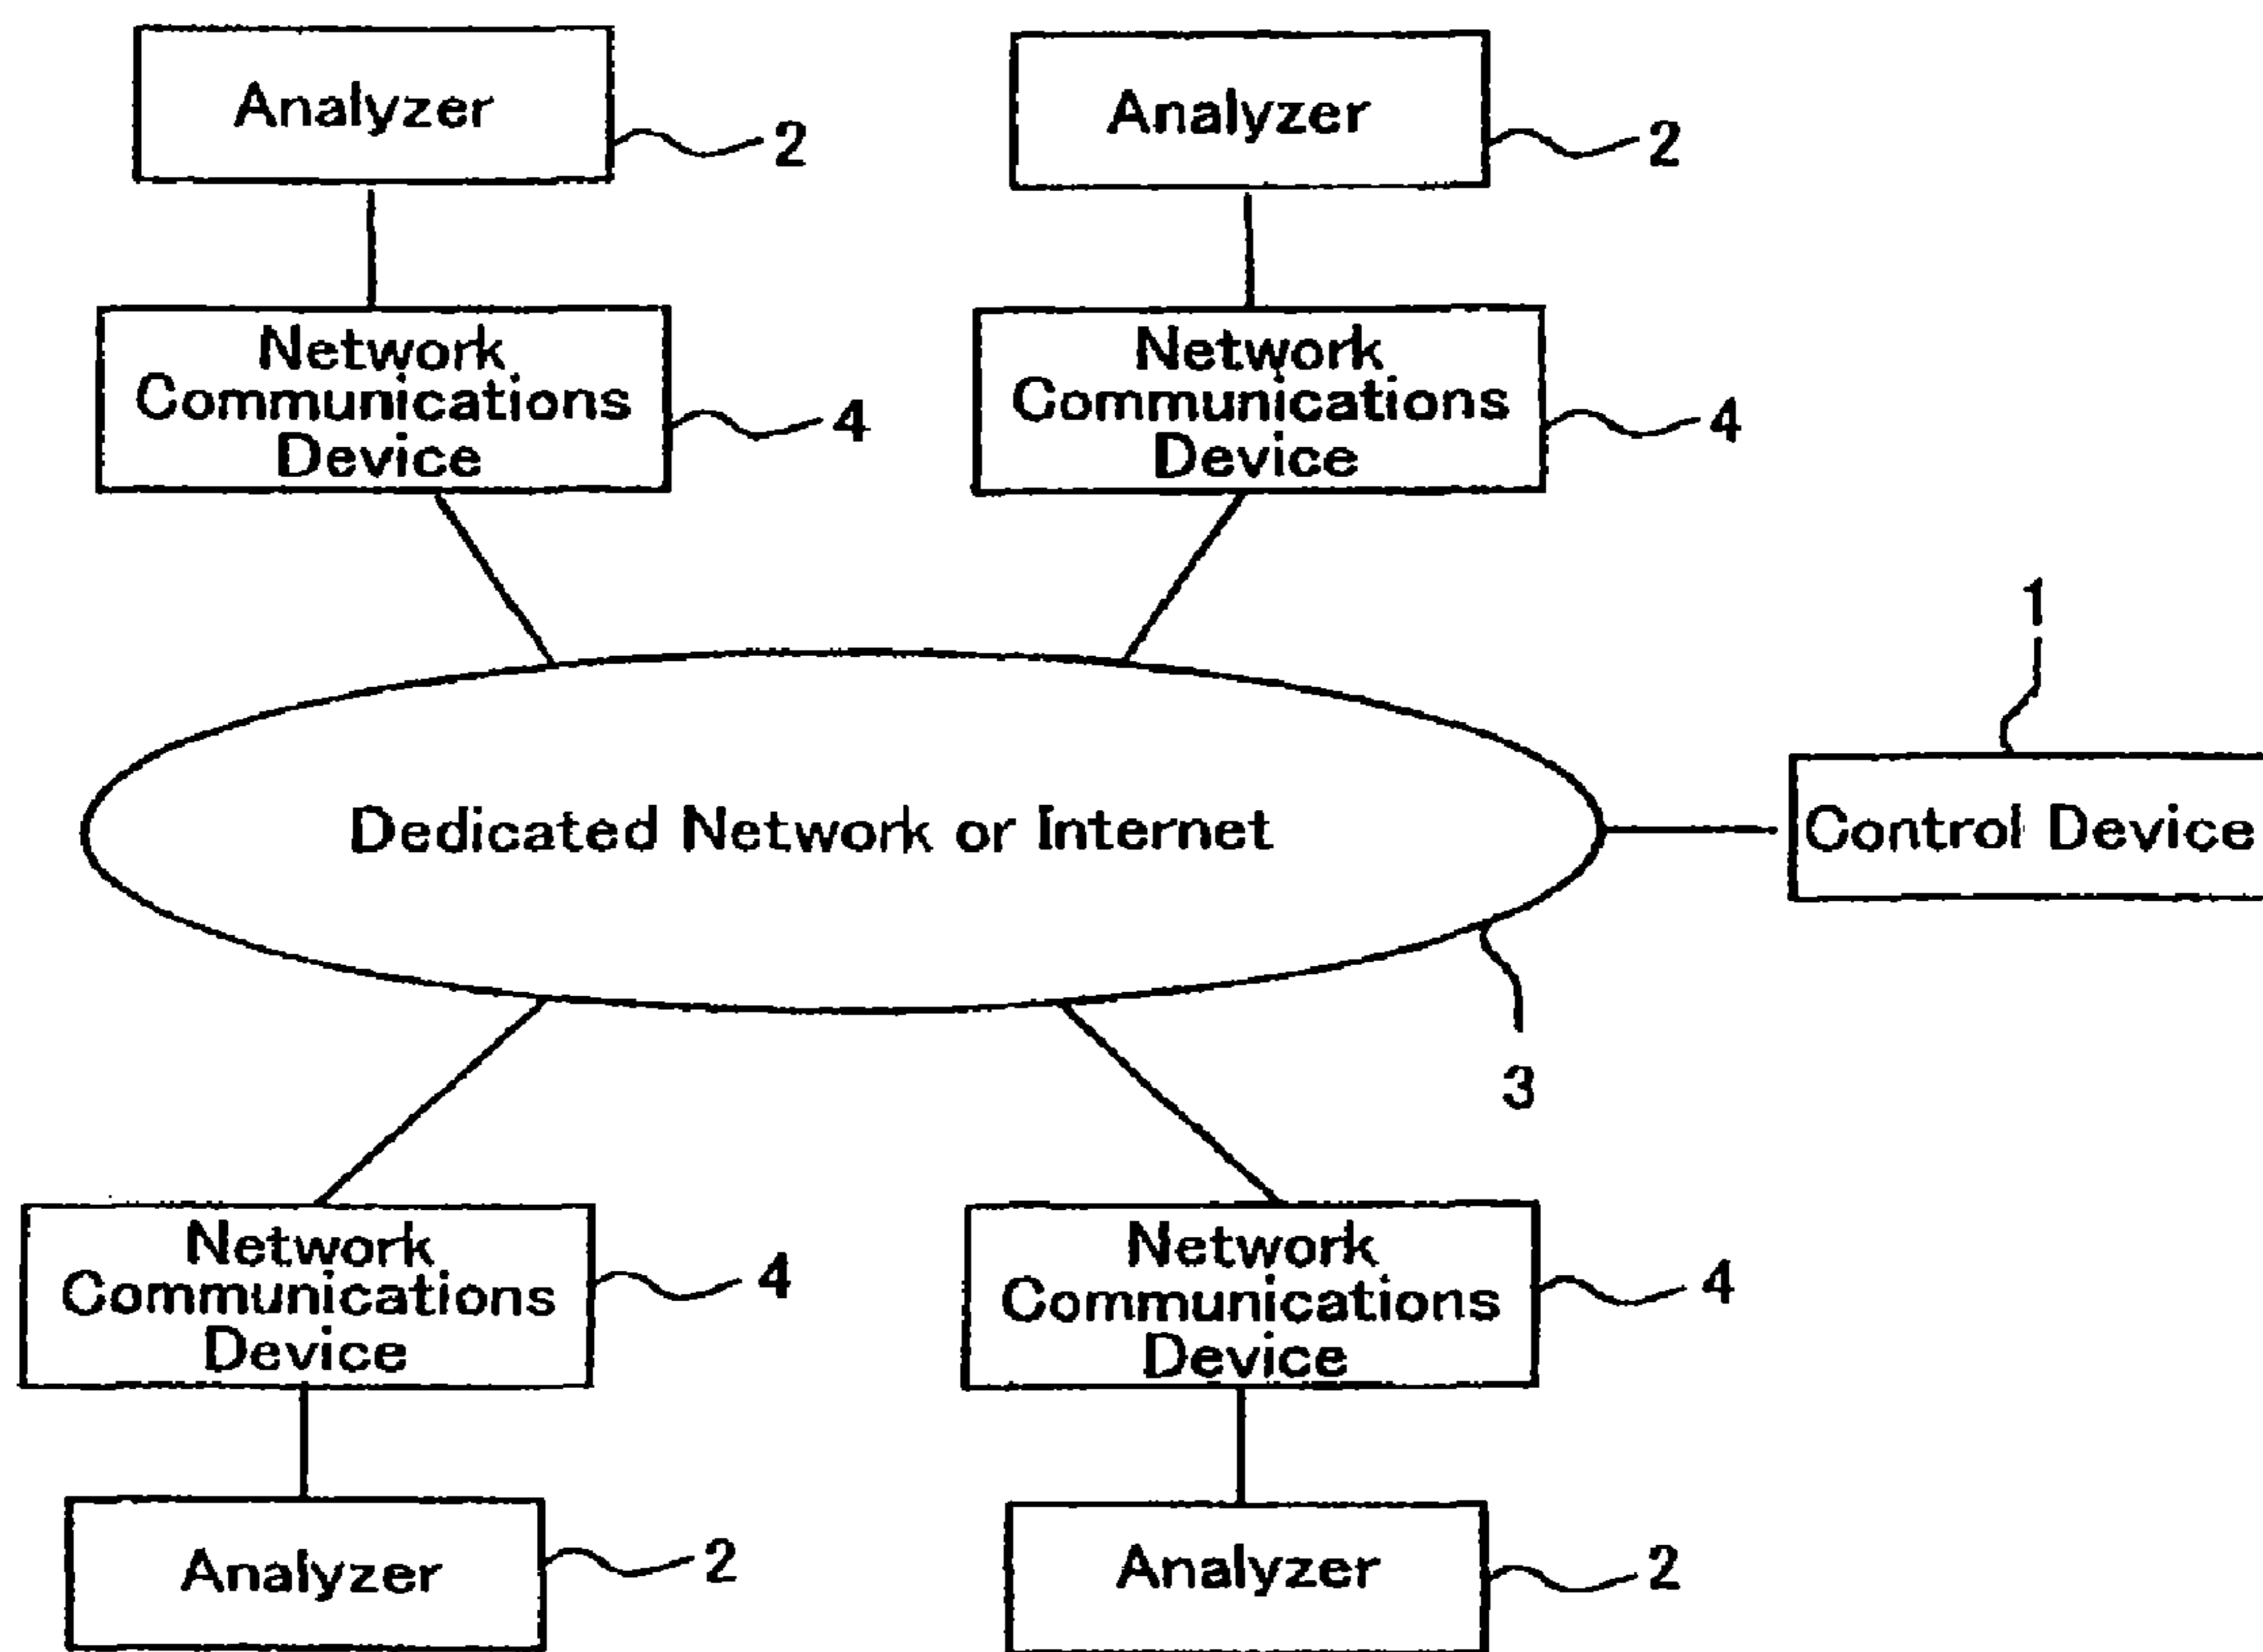 Analyzer
2
Analyzer
2
Network
Communications
Device
4
Network
Communications
Device
4
1
Dedicated Network or Internet
Control Device
3
Network
Communications
Device
4
Network
Communications
Device
4
Analyzer
2
Analyzer
2